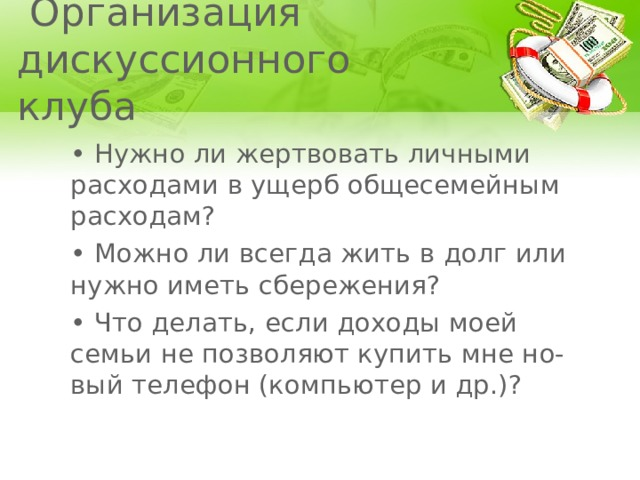 Организация
дискуссионного
клуба
• Нужно ли жертвовать личными
расходами в ущерб общесемейным
расходам?
• Можно ли всегда жить в долг или
нужно иметь сбережения?
• Что делать, если доходы моей
семьи не позволяют купить мне но-
вый телефон (компьютер и др.)?